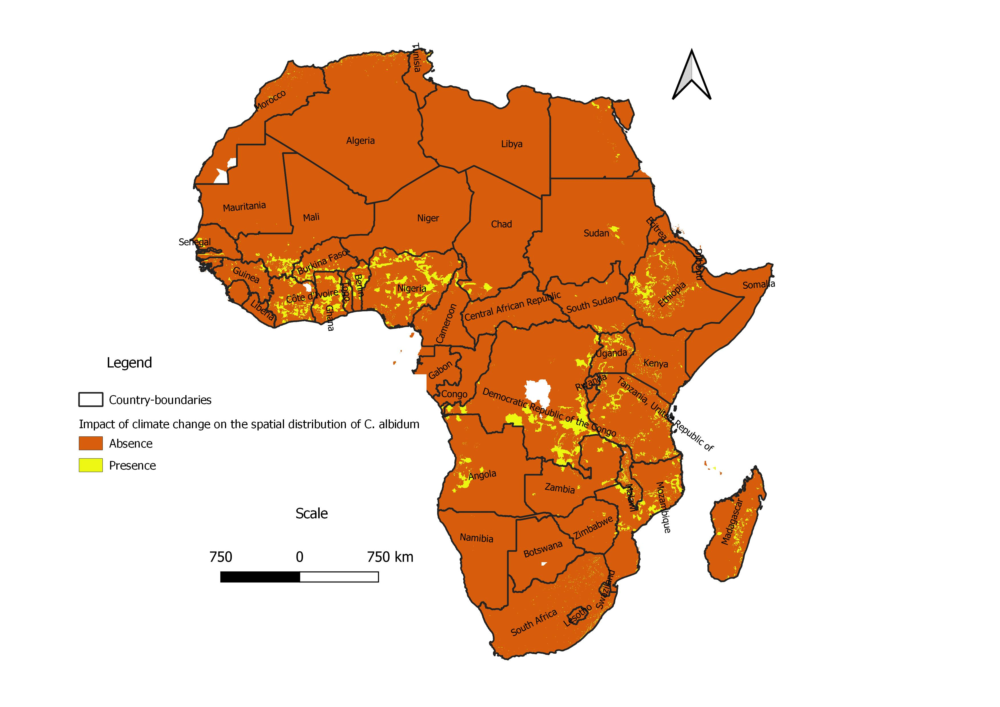 Tunisia
Morocco
Algeria
Libya
Mauritania
Mali
Niger
Chad
Sudan
Eritrea
Senegal
Djibouti
Burkina Faso
Guinea
Benin
Togo
Nigeria
Côte d'Ivoire
Ghana
Liberia
Somalia
Ethiopia
South Sudan
Central African Republic
Cameroon
Uganda
Kenya
Gabon
Rwanda
Congo
Democratic Republic of the Congo
Tanzania, United Republic of
Legend
Country-boundaries
Impact of climate change on the spatial distribution of C. albidum
Absence
Presence
Angola
Zambia
Malawi
Mozambique
Madagascar
Zimbabwe
Namibia
Botswana
Swaziland
Lesotho
South Africa
Scale
750 0 750 km